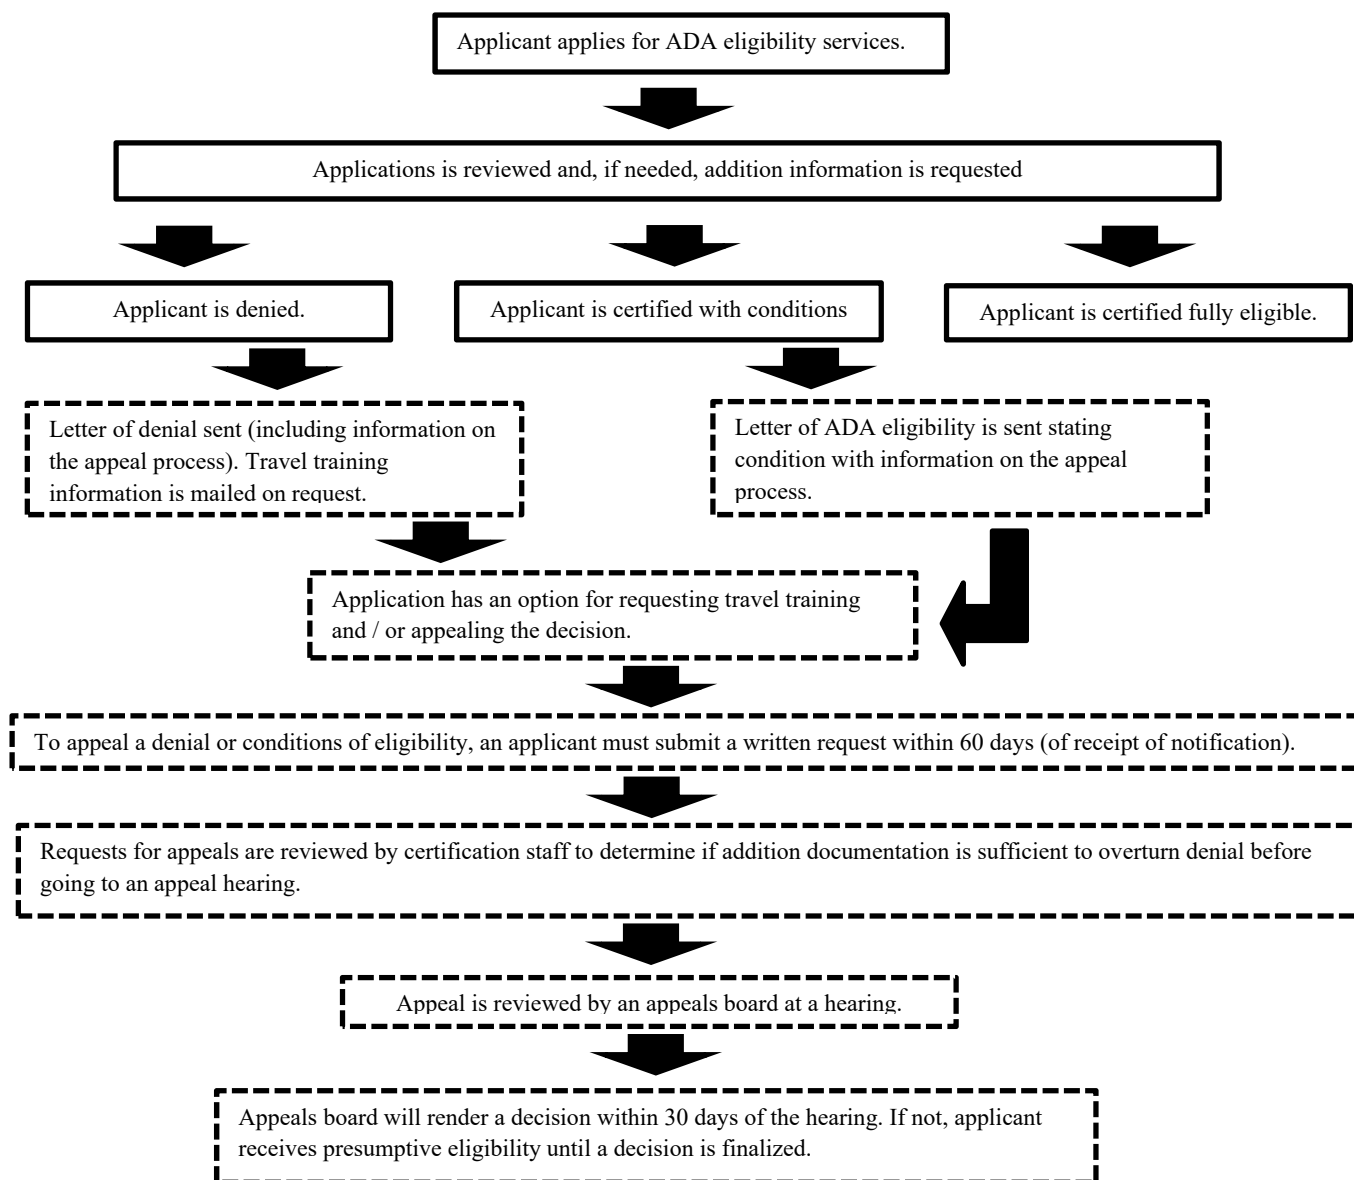 Applicant applies for ADA eligibility services.
Applications is reviewed and, if needed, addition information is requested
Applicant is denied.
Applicant is certified with conditions
Applicant is certified fully eligible.
Letter of denial sent (including information on
the appeal process). Travel training
information is mailed on request.
Letter of ADA eligibility is sent stating
condition with information on the appeal
process.
Application has an option for requesting travel training
and / or appealing the decision.
To appeal a denial or conditions of eligibility, an applicant must submit a written request within 60 days (of receipt of notification).
Requests for appeals are reviewed by certification staff to determine if addition documentation is sufficient to overturn denial before
going to an appeal hearing.
Appeal is reviewed by an appeals board at a hearing.
Appeals board will render a decision within 30 days of the hearing. If not, applicant
receives presumptive eligibility until a decision is finalized.